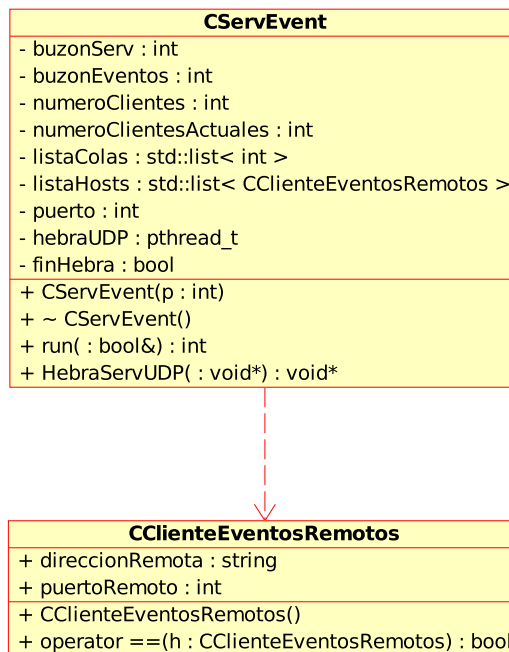 CServEvent
- buzonServ : int
- buzonEventos : int
- numeroClientes : int
- numeroClientesActuales : int
- listaColas : std::list< int >
- listaHosts : std::list< CClienteEventosRemotos >
- puerto : int
- hebraUDP : pthread_t
- finHebra : bool
+ CServEvent(p : int)
+ ~ CServEvent()
+ run( : bool&) : int
+ HebraServUDP( : void*) : void*
CClienteEventosRemotos
+ direccionRemota : string
+ puertoRemoto : int
+ CClienteEventosRemotos()
+ operator ==(h : CClienteEventosRemotos) : bool